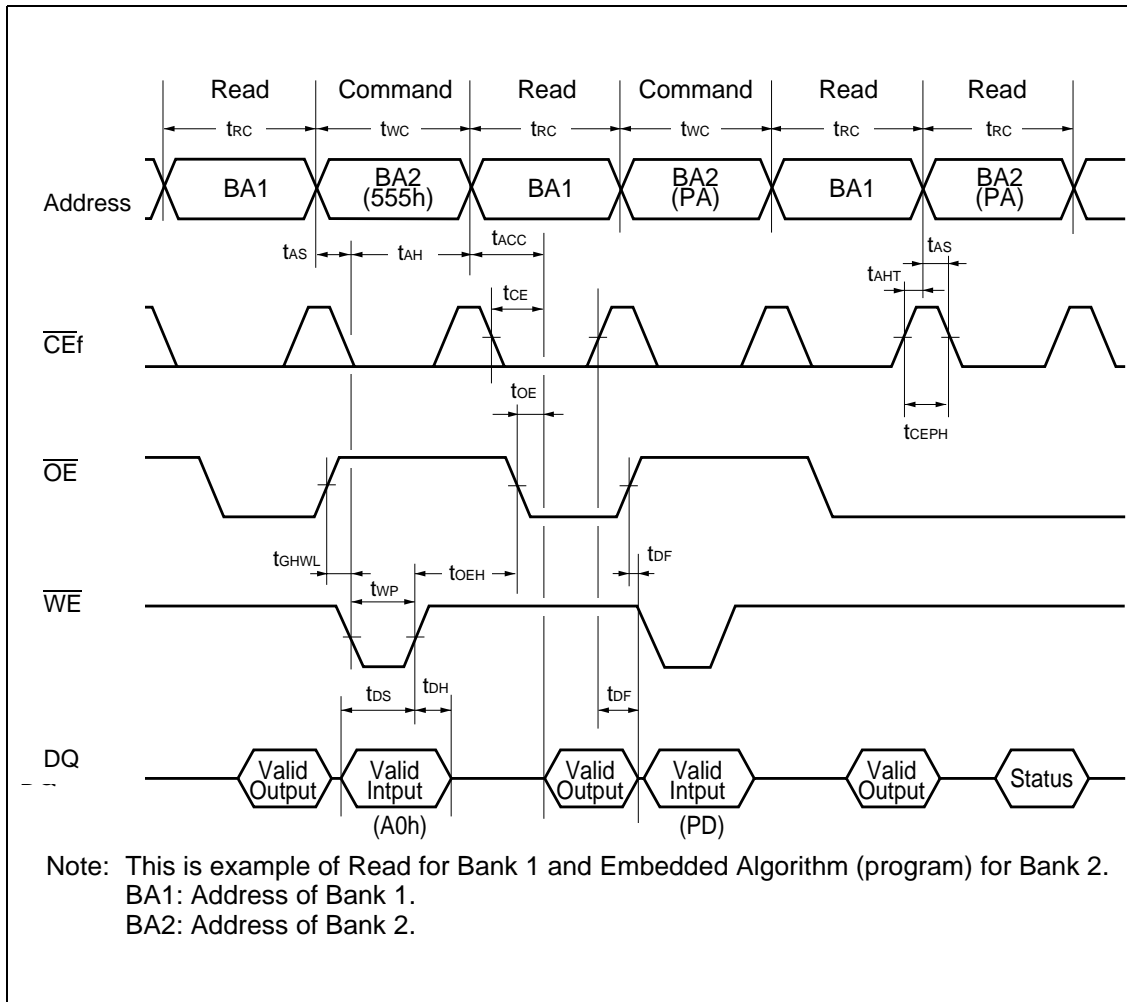 Read Command Read Command Read Read
tRC tWC tRC tWC tRC tRC
Address BA1 BA2 (555h) BA1 BA2 (PA) BA1 BA2 (PA)
tAS tAH tACC tAS
tAHT
tCE
CEf
tOE
tCEPH
OE
tGHWL tWP tOEH tDF
WE
tDS tDH tDF
DQ Valid Output Valid Intput Valid Output Valid Intput Valid Output Status
(A0h) (PD)
Note: This is example of Read for Bank 1 and Embedded Algorithm (program) for Bank 2.
BA1: Address of Bank 1.
BA2: Address of Bank 2.